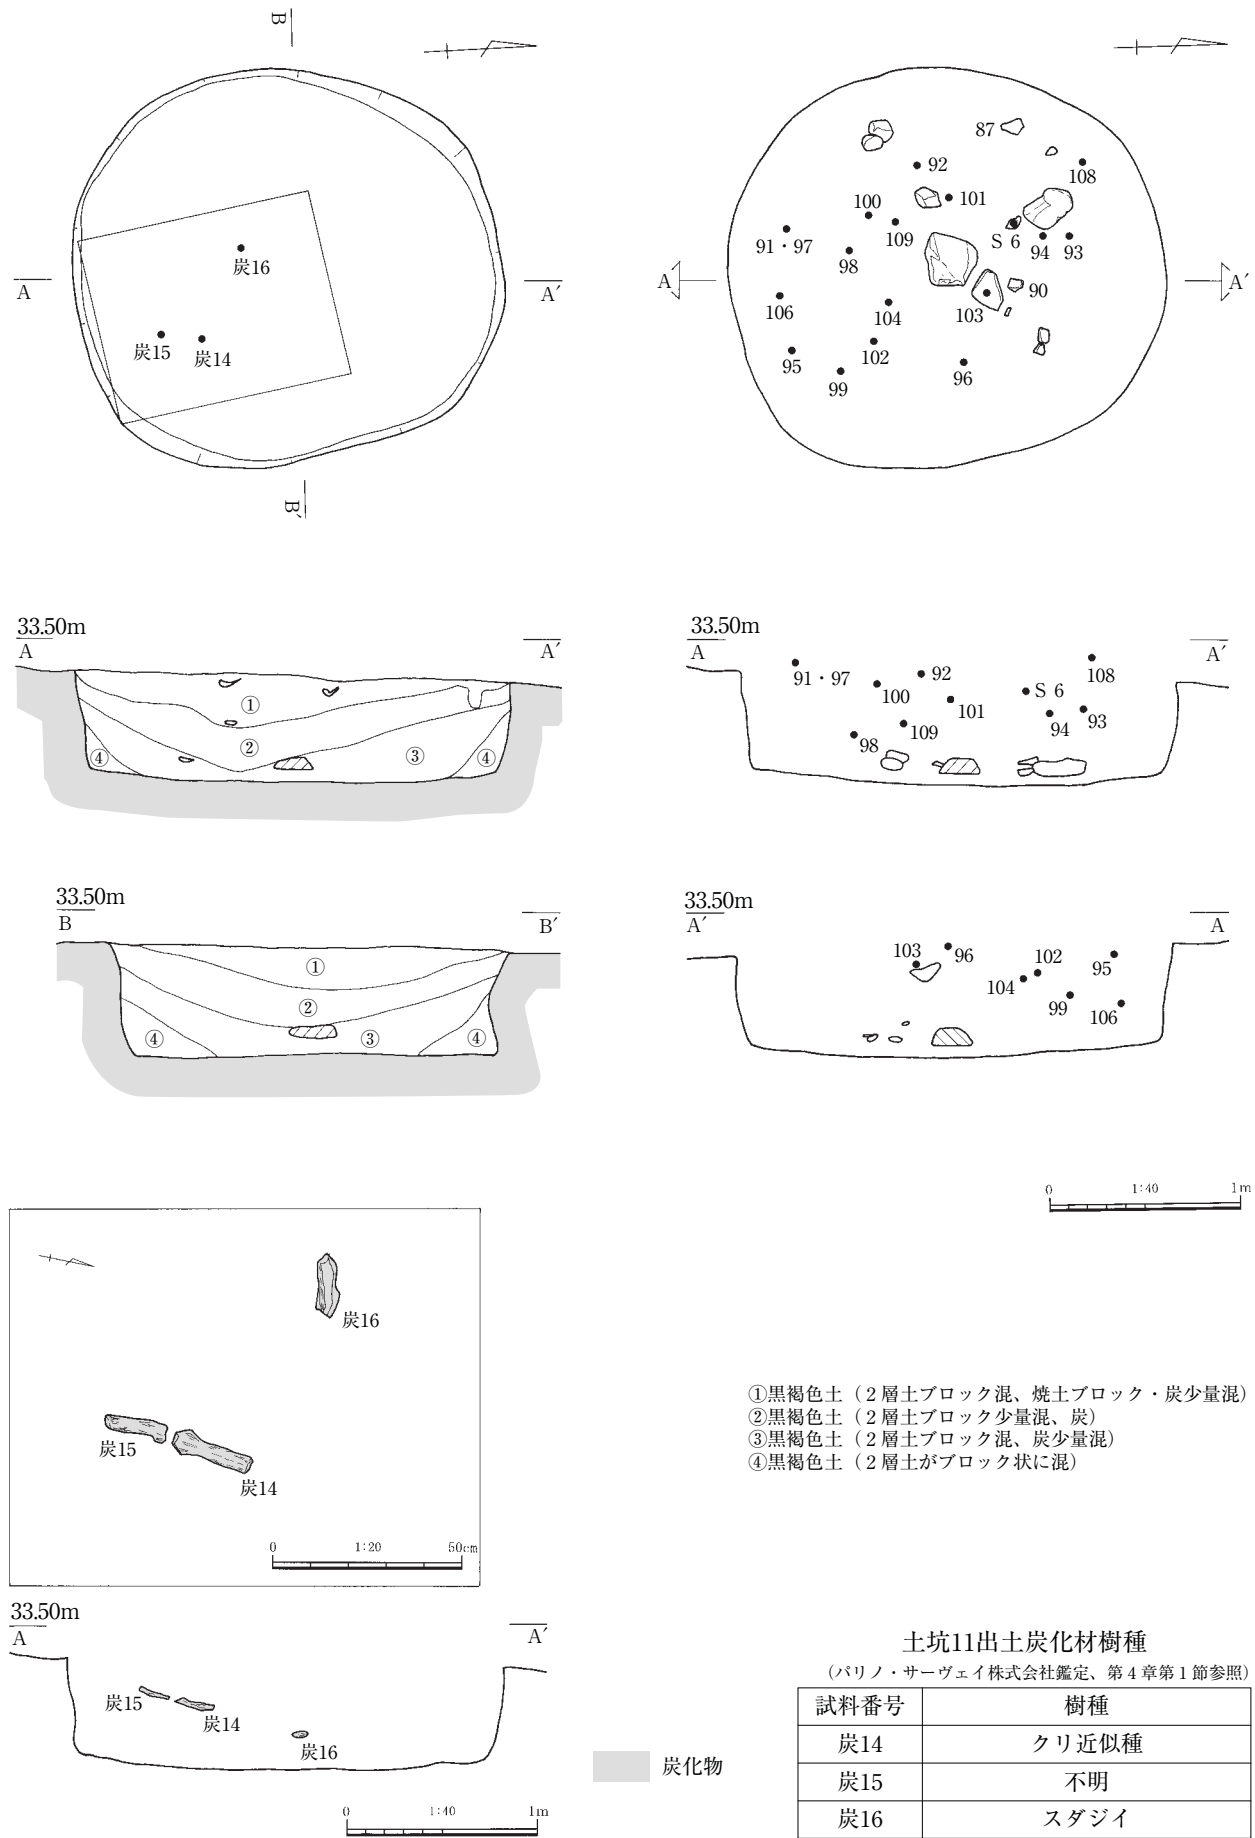 B
A
A′
B′
炭16
炭15
炭14
87
92
108
100
101
109
S 6
94
93
91・97
98
A
A′
90
106
104
103
102
95
99
96
33.50m
A
A′
①
②
③
④
④
33.50m
A
A′
91・97
92
108
100
S 6
101
94
93
109
98
33.50m
B
B′
①
②
③
④
④
33.50m
A′
A
103
96
102
95
104
99
106
0 1:40 1m
炭16
炭15
炭14
0 1:20 50cm
①黒褐色土（２層土ブロック混、焼土ブロック・炭少量混）
②黒褐色土（２層土ブロック少量混、炭）
③黒褐色土（２層土ブロック混、炭少量混）
④黒褐色土（２層土がブロック状に混）
33.50m
A
A′
炭15
炭14
炭16
0 1:40 1m
炭化物
土坑11出土炭化材樹種
（パリノ・サーヴェイ株式会社鑑定、第４章第１節参照）
試料番号 樹種
炭14 クリ近似種
炭15 不明
炭16 スダジイ